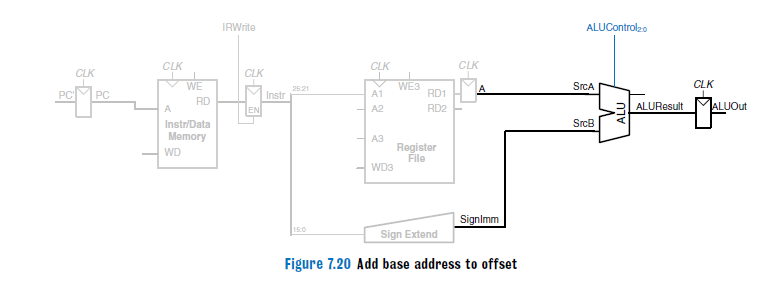 IRWrite
ALUControl2:0
CLK
CLK
CLK
CLK
CLK
CLK
PC' PC
WE
RD
A
Instr/Data
Memory
WD
EN
Instr
25:21
A1
WE3
RD1
A2
RD2
A3
Register
File
WD3
A
SrcA
SrcB
ALU
ALUResult
ALUOut
SignImm
15:0
Sign Extend
Figure 7.20 Add base address to offset